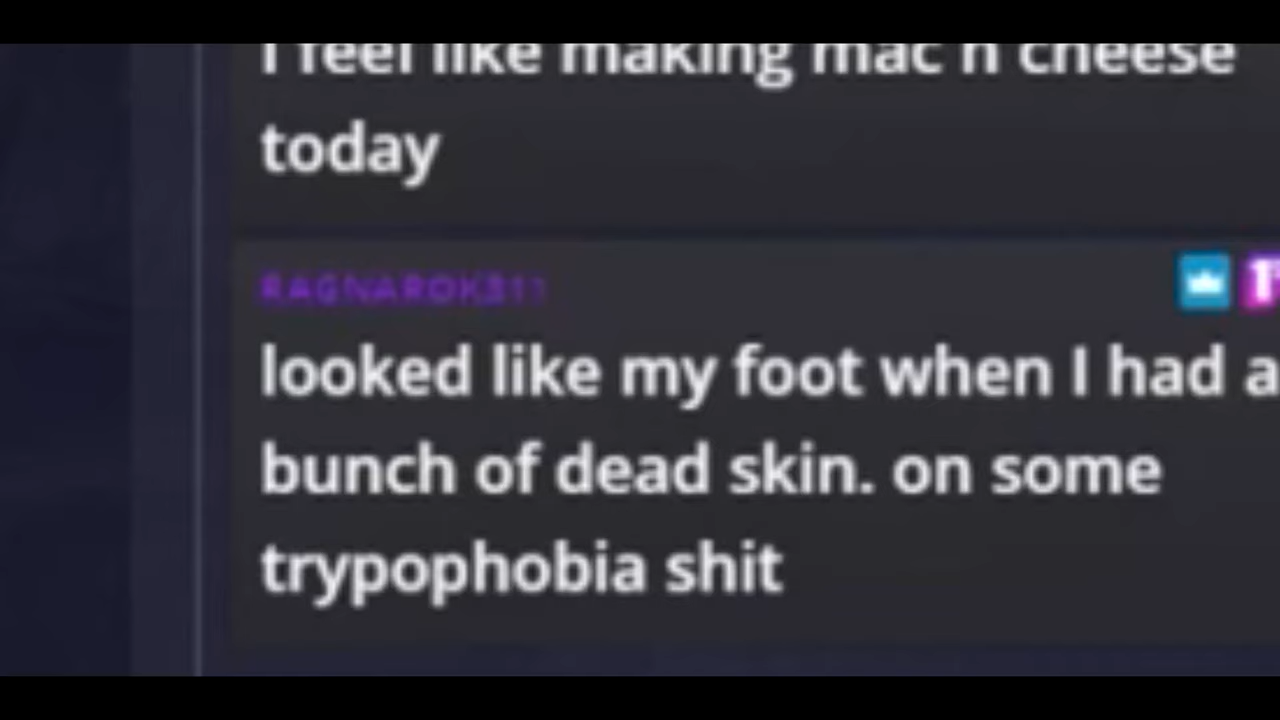 I feel like making mac n cheese
today
RAGNAROK311
looked like my foot when I had a
bunch of dead skin. on some
trypophobia shit